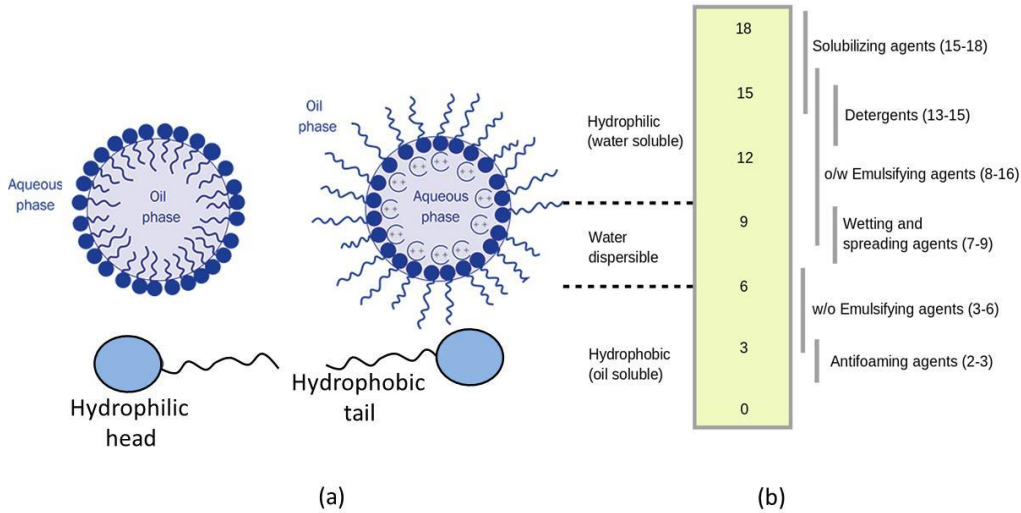 Aqueous
phase
Oil
phase
Oil
phase
Aqueous
phase
++
++
++
++
++
++
++
++
++
++
++
++
Hydrophilic
head
Hydrophobic
tail
(a)
Hydrophilic
(water soluble)
Water
dispersible
Hydrophobic
(oil soluble)
18
15
12
9
6
3
0
Solubilizing agents (15-18)
Detergents (13-15)
o/w Emulsifying agents (8-16)
Wetting and
spreading agents (7-9)
w/o Emulsifying agents (3-6)
Antifoaming agents (2-3)
(b)